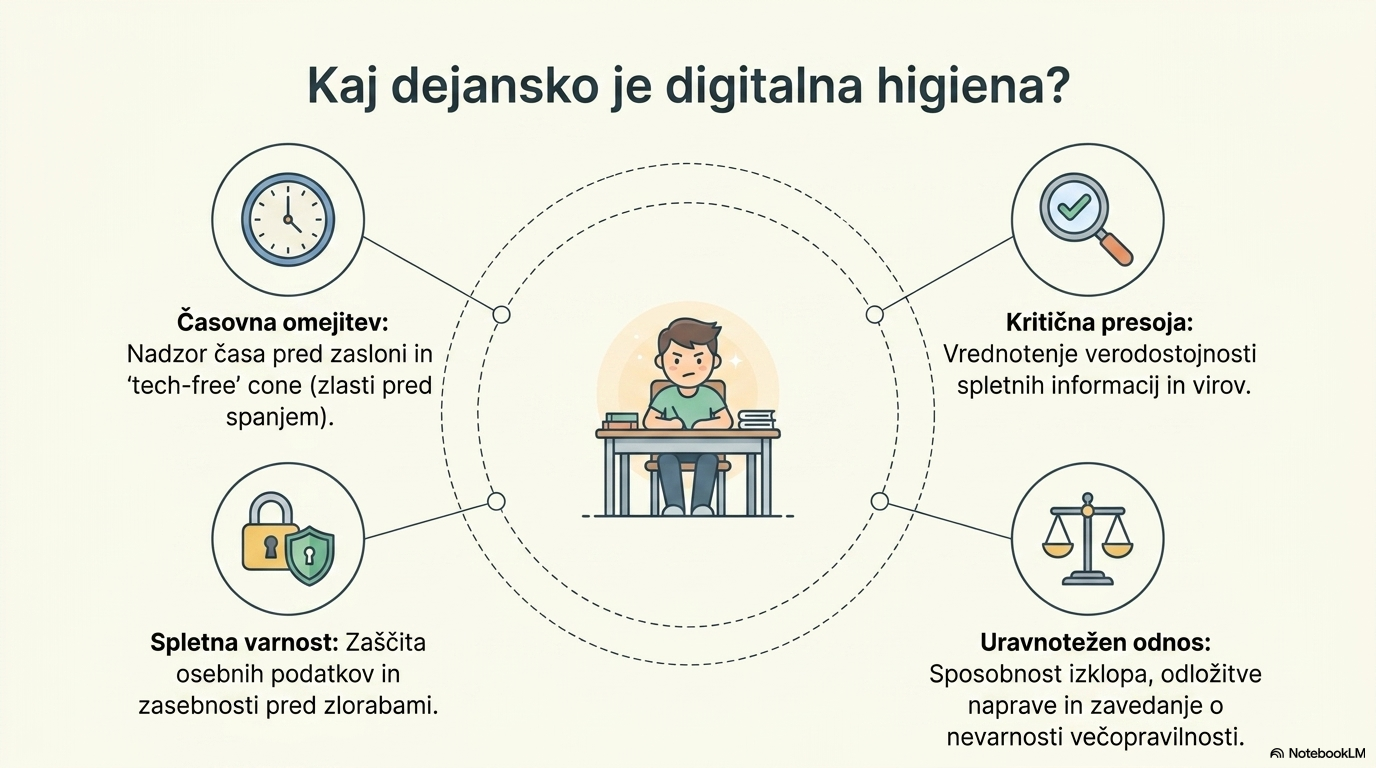 Kaj dejansko je digitalna higiena?
Časovna omejitev:
Nadzor časa pred zasloni in
‘tech-free’ cone (zlasti pred
spanjem).
Kritična presoja:
Vrednotenje verodostojnosti
spletnih informacij in virov.
Spletna varnost: Zaščita
osebnih podatkov in
zasebnosti pred zlorabami.
Uravnotežen odnos:
Sposobnost izklopa, odložitve
naprave in zavedanje o
nevarnosti večopravilnosti.
NotebookLM